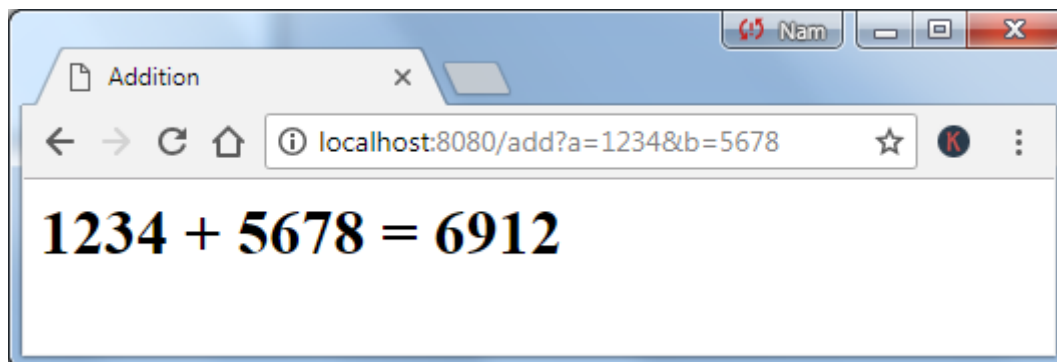 Nam
Addition
localhost:8080/add?a=1234&b=5678
K
1234 + 5678 = 6912